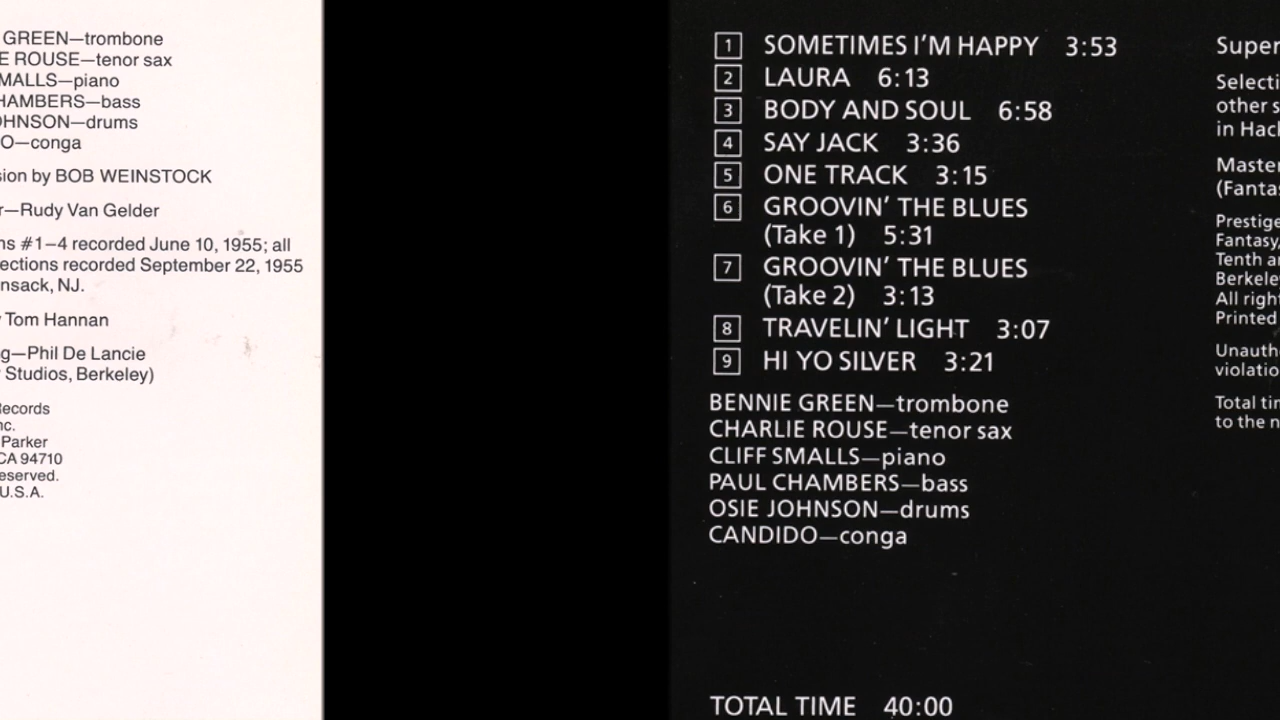 GREEN—trombone
E ROUSE—tenor sax
MALLS—piano
HAMBERS—bass
OHNSON—drums
O—conga
sion by BOB WEINSTOCK
r—Rudy Van Gelder
ns #1–4 recorded June 10, 1955; all
ections recorded September 22, 1955
nsack, NJ.
Tom Hannan
g—Phil De Lancie
Studios, Berkeley)
Records
nc.
Parker
CA 94710
eserved.
U.S.A.
1 SOMETIMES I'M HAPPY 3:53
2 LAURA 6:13
3 BODY AND SOUL 6:58
4 SAY JACK 3:36
5 ONE TRACK 3:15
6 GROOVIN' THE BLUES
(Take 1) 5:31
7 GROOVIN' THE BLUES
(Take 2) 3:13
8 TRAVELIN' LIGHT 3:07
9 HI YO SILVER 3:21
BENNIE GREEN—trombone
CHARLIE ROUSE—tenor sax
CLIFF SMALLS—piano
PAUL CHAMBERS—bass
OSIE JOHNSON—drums
CANDIDO—conga
TOTAL TIME 40:00
Super
Selecti
other s
in Hac
Master
(Fantas
Prestige
Fantasy,
Tenth a
Berkele
All righ
Printed
Unauth
violatio
Total ti
to the n